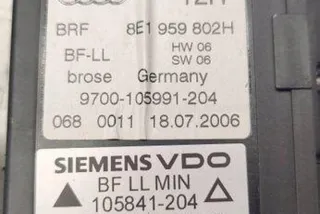 BRF 8E1 959 802H
BF-LL HW 06
SW 06
brose Germany
9700-105991-204
068 0011 18.07.2006
SIEMENS VDO
BF LL MIN
105841-204